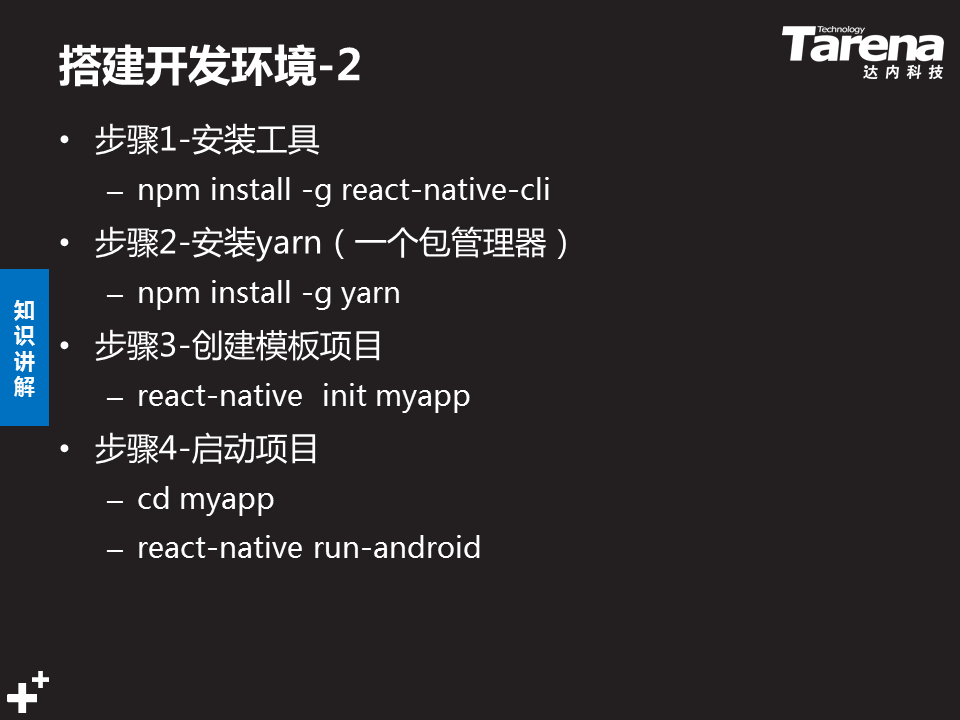 搭建开发环境-2
Technology
Tarena
达内科技
• 步骤1-安装工具
– npm install -g react-native-cli
• 步骤2-安装yarn（一个包管理器）
– npm install -g yarn
• 步骤3-创建模板项目
– react-native  init myapp
• 步骤4-启动项目
– cd myapp
– react-native run-android
知
识
讲
解